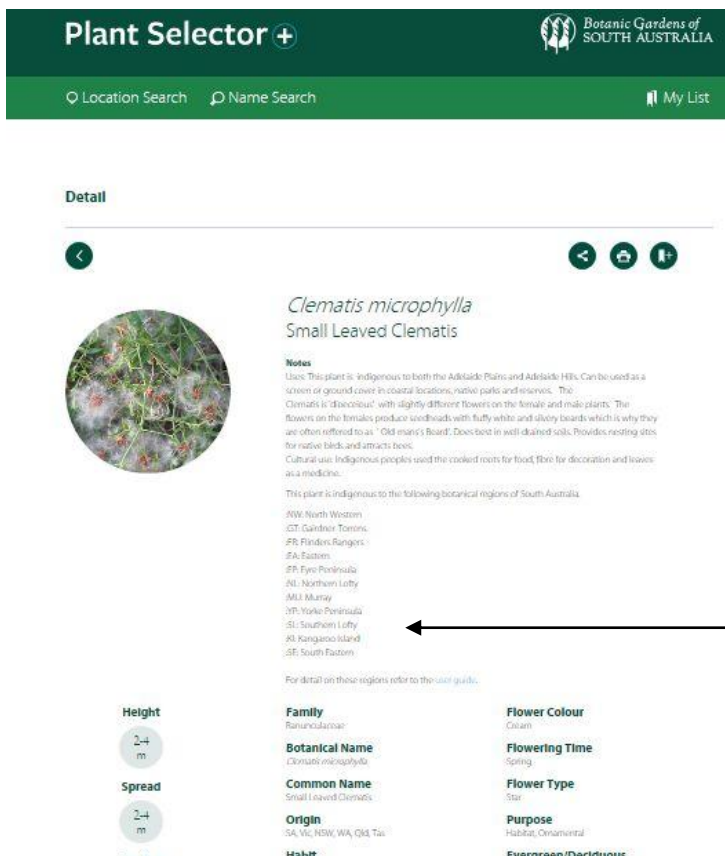 Plant Selector +
Botanic Gardens of
SOUTH AUSTRALIA
Location Search
Name Search
My List
Detail
Clematis microphylla
Small Leaved Clematis
Notes
Uses: This plant is indigenous to both the Adelaide Plains and Adelaide Hills. Can be used as a
screen or ground cover in coastal locations, native parks and reserves. The
Clematis is 'dioeceious' with slightly different flowers on the female and male plants. The
flowers on the females produce seedheads with fluffy white and silvery beards which is why they
are often reffered to as ' Old mans's Beard'. Does best in well drained soils. Provides nesting sites
for native birds and attracts bees.
Cultural use: Indigenous peoples used the cooked roots for food, fibre for decoration and leaves
as a medicine.
This plant is indigenous to the following botanical regions of South Australia
:NW: North Western
:GT: Gairdner Torrens
:FR: Flinders Rangers
:EA: Eastern
:EP: Eyre Peninsula
:NL: Northern Lofty
:MU: Murray
:YP: Yorke Peninsula
:SL: Southern Lofty
:KI: Kangaroo Island
:SE: South Eastern
For detail on these regions refer to the user guide.
Height
2-4
m
Spread
2-4
m
Family
Ranunculaceae
Botanical Name
Clematis microphylla
Common Name
Small Leaved Clematis
Origin
SA, Vic, NSW, WA, Qld, Tas
Habit
Flower Colour
Cream
Flowering Time
Spring
Flower Type
Star
Purpose
Habitat, Ornamental
Evergreen/Deciduous